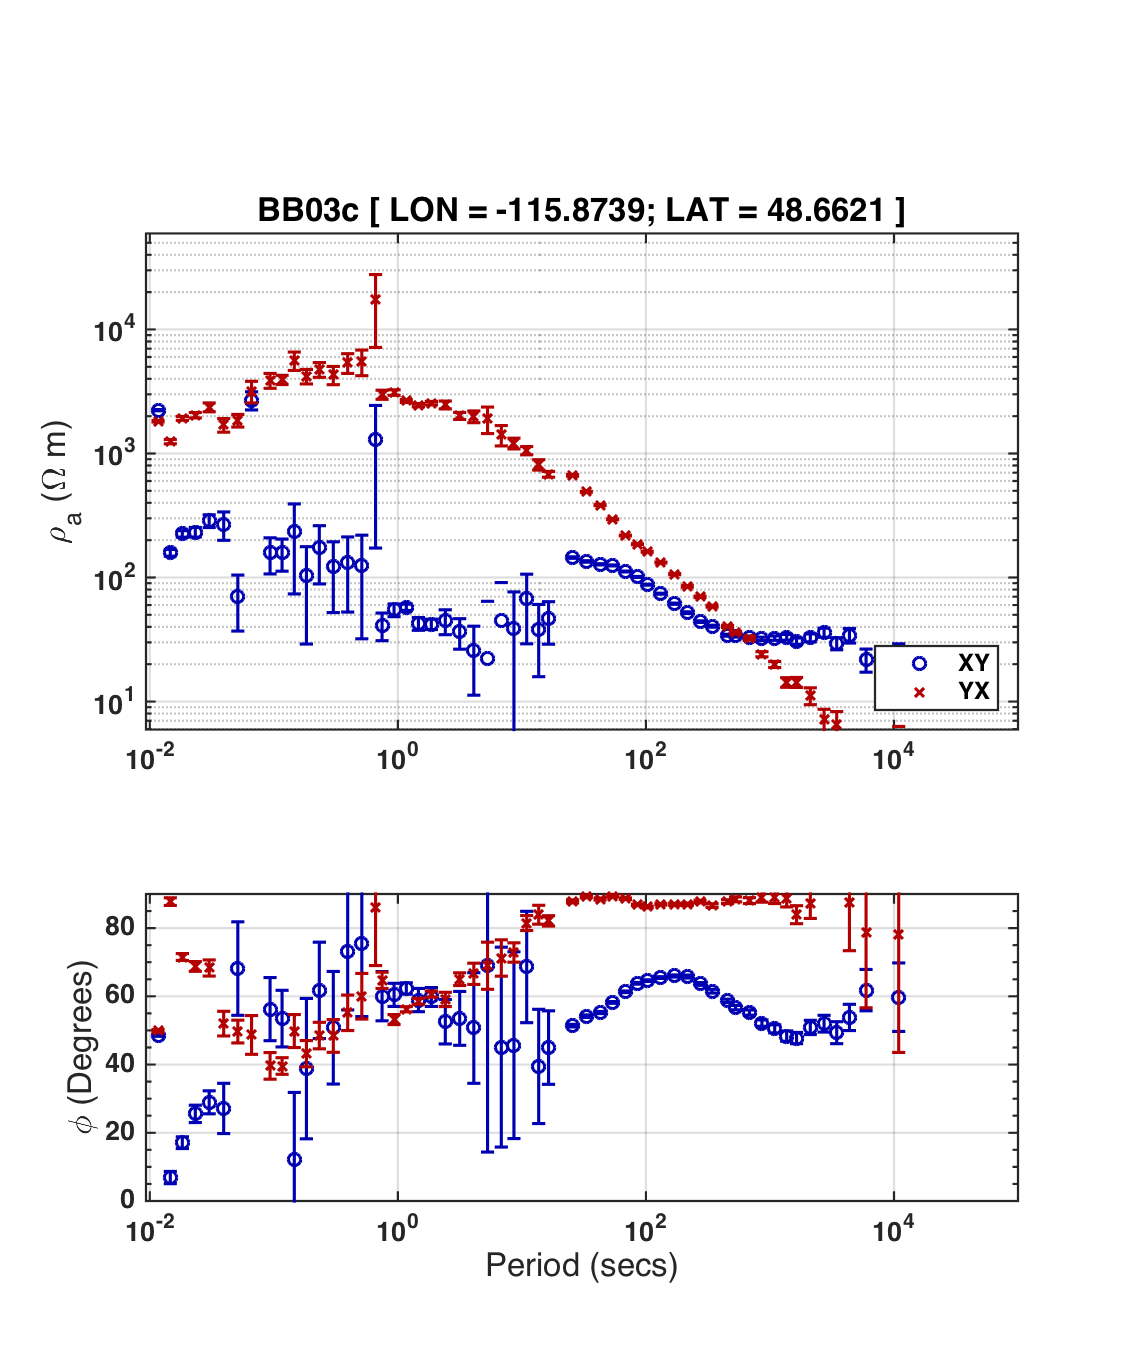 BB03c [ LON = -115.8739; LAT = 48.6621 ]
ρa (Ω m)
10^4
10^3
10^2
10^1
XY
YX
10^-2 10^0 10^2 10^4
ϕ (Degrees)
80
60
40
20
0
10^-2 10^0 10^2 10^4
Period (secs)